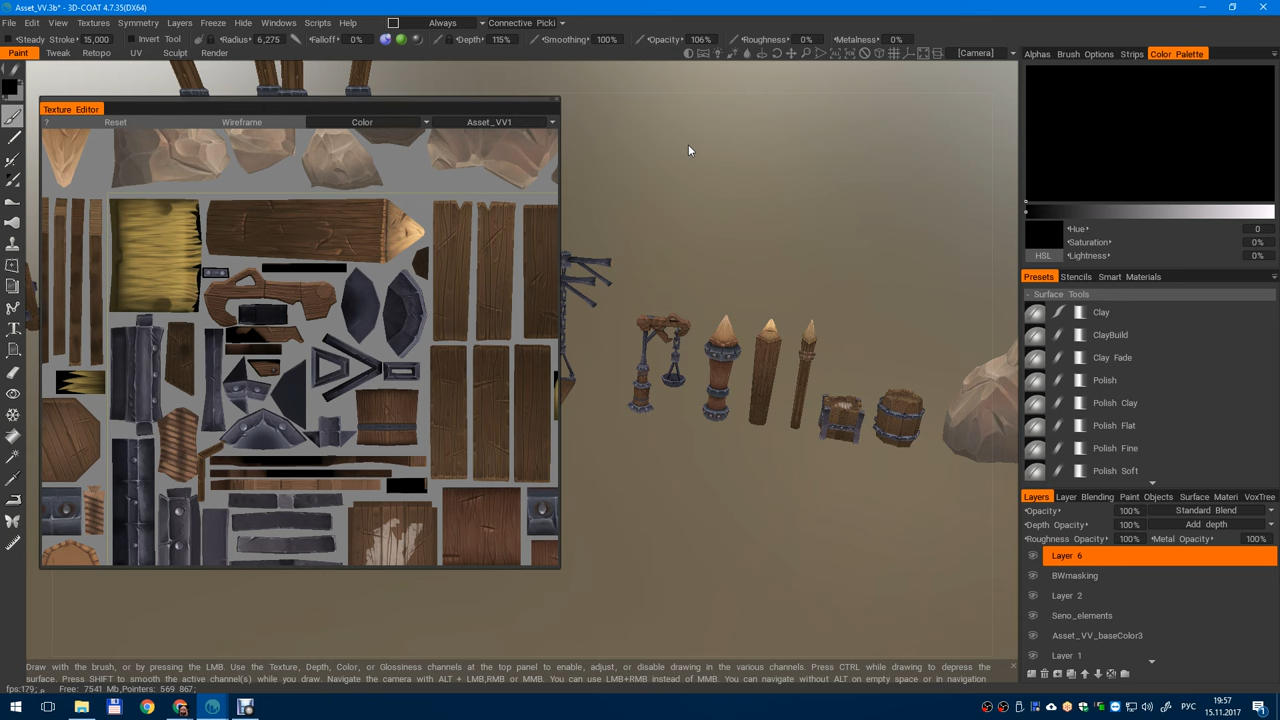 Asset_VV.3b* - 3D-COAT 4.7.35(DX64)
File Edit View Textures Symmetry Layers Freeze Hide Windows Scripts Help Always Connective Picki
Steady Stroke 15,000 Invert Tool Radius 6,275 Falloff 0% Depth 115% Smoothing 100% Opacity 106% Roughness 0% Metalness 0%
Paint Tweak Retopo UV Sculpt Render [Camera] Alphas Brush Options Strips Color Palette
Texture Editor
? Reset Wireframe Color Asset_VV1
Hue 0
Saturation 0%
HSL Lightness 0%
Presets Stencils Smart Materials
- Surface Tools
Clay
ClayBuild
Clay Fade
Polish
Polish Clay
Polish Flat
Polish Fine
Polish Soft
Layers Layer Blending Paint Objects Surface Materi VoxTree
Opacity 100% Standard Blend
Depth Opacity 100% Add depth
Roughness Opacity 100% Metal Opacity 100%
Layer 6
BWmasking
Layer 2
Seno_elements
Asset_VV_baseColor3
Layer 1
Draw with the brush, or by pressing the LMB. Use the Texture, Depth, Color, or Glossiness channels at the top panel to enable, adjust, or disable drawing in the various channels. Press CTRL while drawing to depress the
surface. Press SHIFT to smooth the active channel(s) while you draw. Navigate the camera with ALT + LMB,RMB or MMB. You can use LMB+RMB instead of MMB. You can navigate without ALT on empty space or in navigation
fps:179; Free: 7541 Mb,Pointers: 569 867;
РУС
19:57
15.11.2017